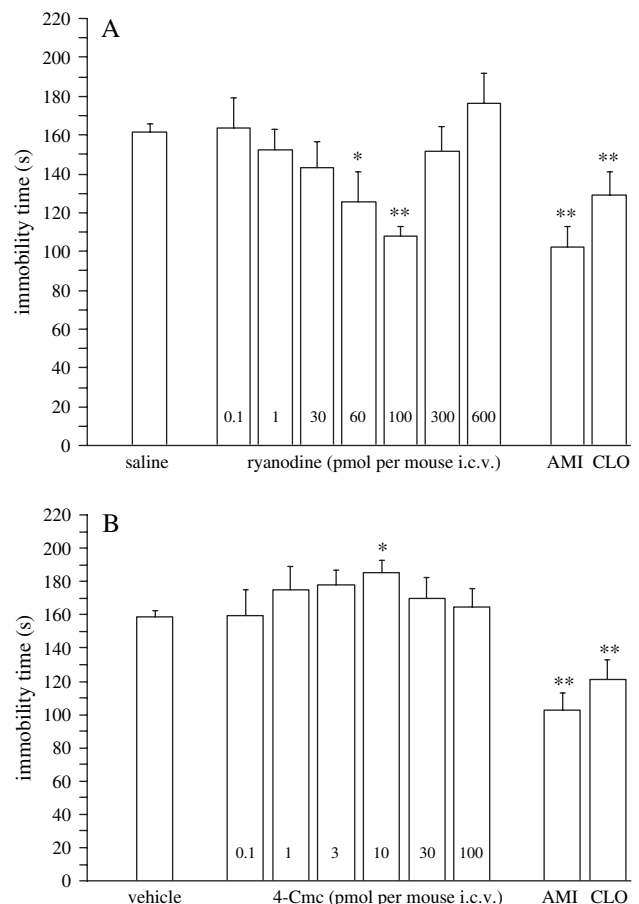 A
220
200
180
160
140
120
100
80
60
40
20
0
immobility time (s)
* ** ** **
0.1 1 30 60 100 300 600
saline ryanodine (pmol per mouse i.c.v.) AMI CLO
B
220
200
180
160
140
120
100
80
60
40
20
0
immobility time (s)
* ** **
0.1 1 3 10 30 100
vehicle 4-Cmc (pmol per mouse i.c.v.) AMI CLO